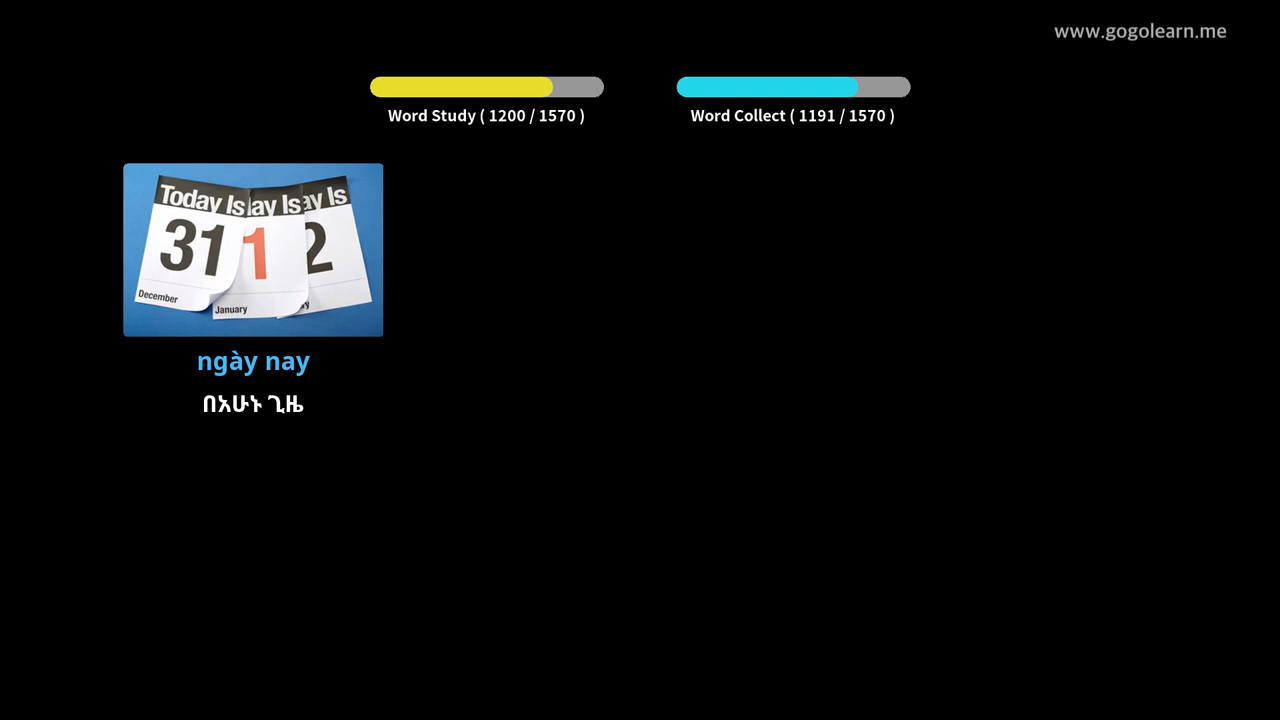 www.gogolearn.me
Word Study ( 1200 / 1570 )
Word Collect ( 1191 / 1570 )
Today Is
ay Is
ay Is
31
1
2
December
January
ry
ngày nay
በአሁኑ ጊዜ